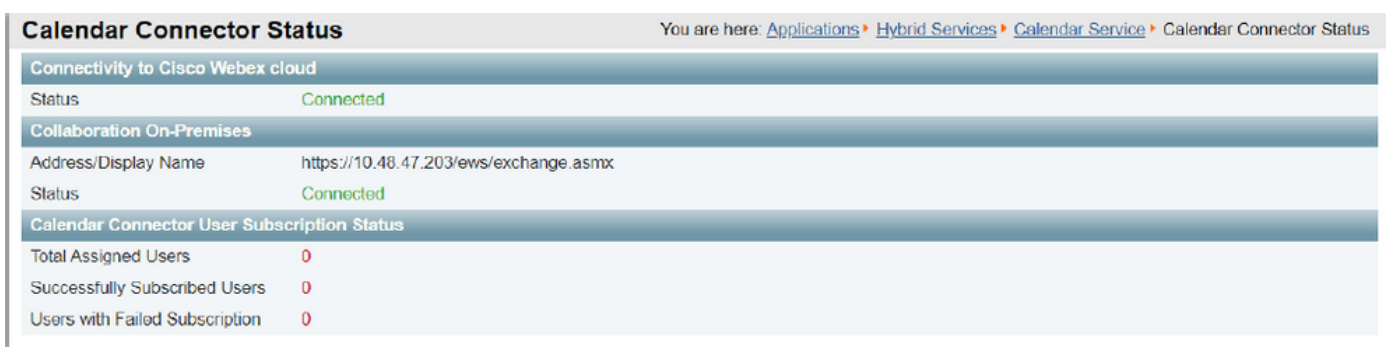 Calendar Connector Status You are here: Applications Hybrid Services Calendar Service Calendar Connector Status
Connectivity to Cisco Webex cloud
Status Connected
Collaboration On-Premises
Address/Display Name https://10.48.47.203/ews/exchange.asmx
Status Connected
Calendar Connector User Subscription Status
Total Assigned Users 0
Successfully Subscribed Users 0
Users with Failed Subscription 0